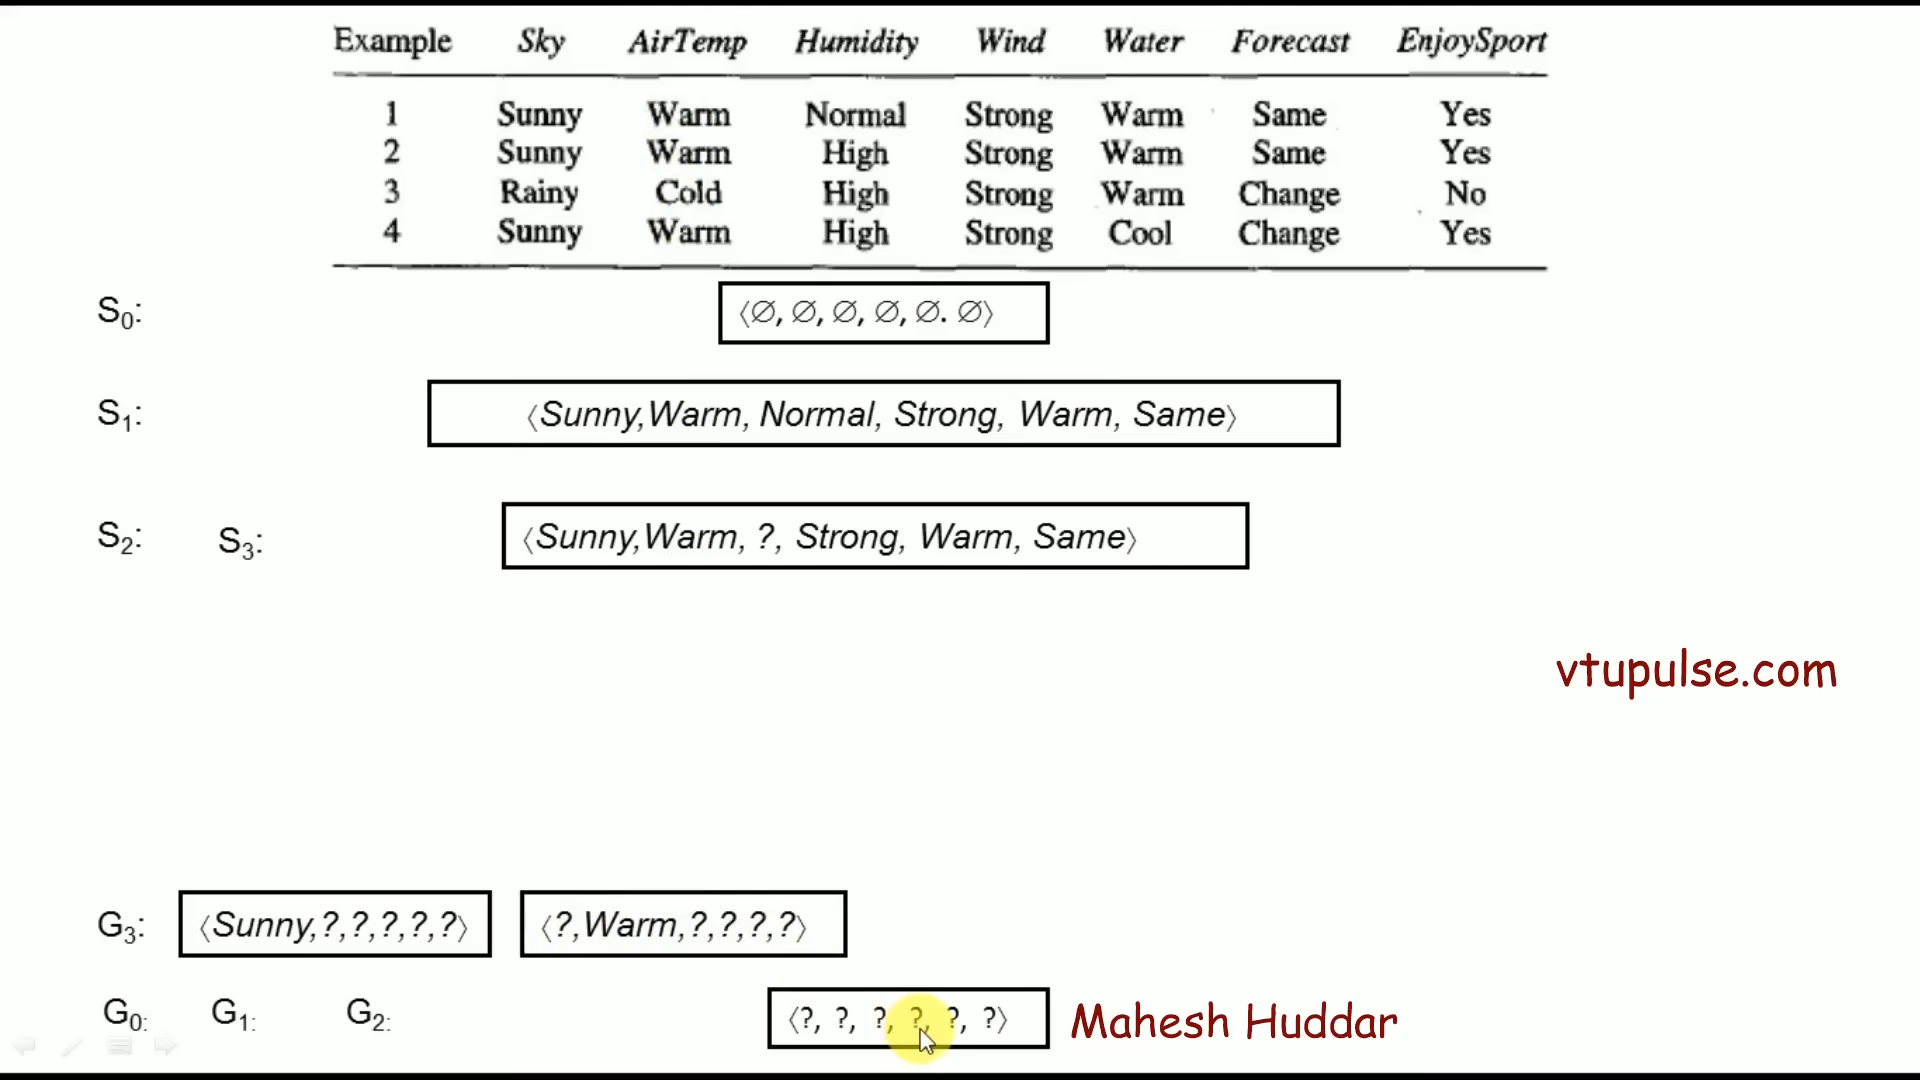 Example Sky AirTemp Humidity Wind Water Forecast EnjoySport
1 Sunny Warm Normal Strong Warm Same Yes
2 Sunny Warm High Strong Warm Same Yes
3 Rainy Cold High Strong Warm Change No
4 Sunny Warm High Strong Cool Change Yes
S₀: ⟨∅, ∅, ∅, ∅, ∅. ∅⟩
S₁: ⟨Sunny,Warm, Normal, Strong, Warm, Same⟩
S₂: S₃: ⟨Sunny,Warm, ?, Strong, Warm, Same⟩
vtupulse.com
G₃: ⟨Sunny,?,?,?,?,?⟩ ⟨?,Warm,?,?,?,?⟩
G₀: G₁: G₂: ⟨?, ?, ?, ?, ?, ?⟩ Mahesh Huddar